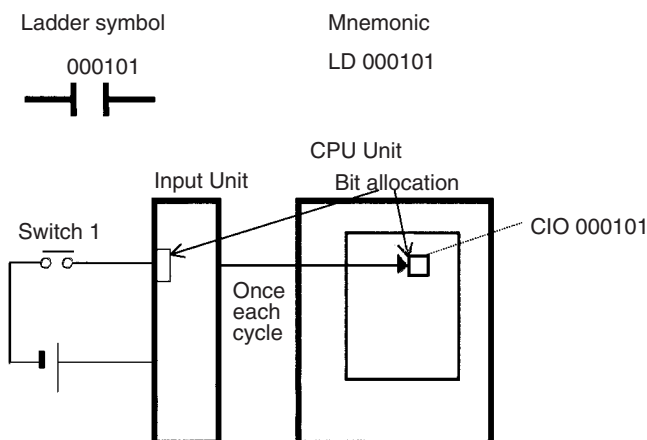 Ladder symbol
Mnemonic
000101
LD 000101
CPU Unit
Input Unit
Bit allocation
Switch 1
CIO 000101
Once
each
cycle